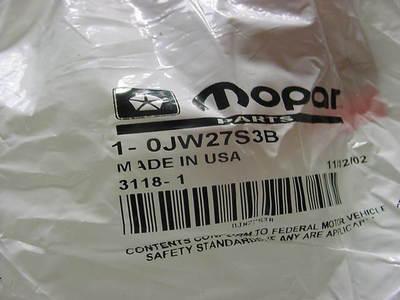 mopar
PARTS
1- 0JW27S3B
MADE IN USA
3118- 1
11/12/02
CONTENTS CONFORM TO FEDERAL MOTOR VEHICLE
SAFETY STANDARDS IF ANY ARE APPLICABLE